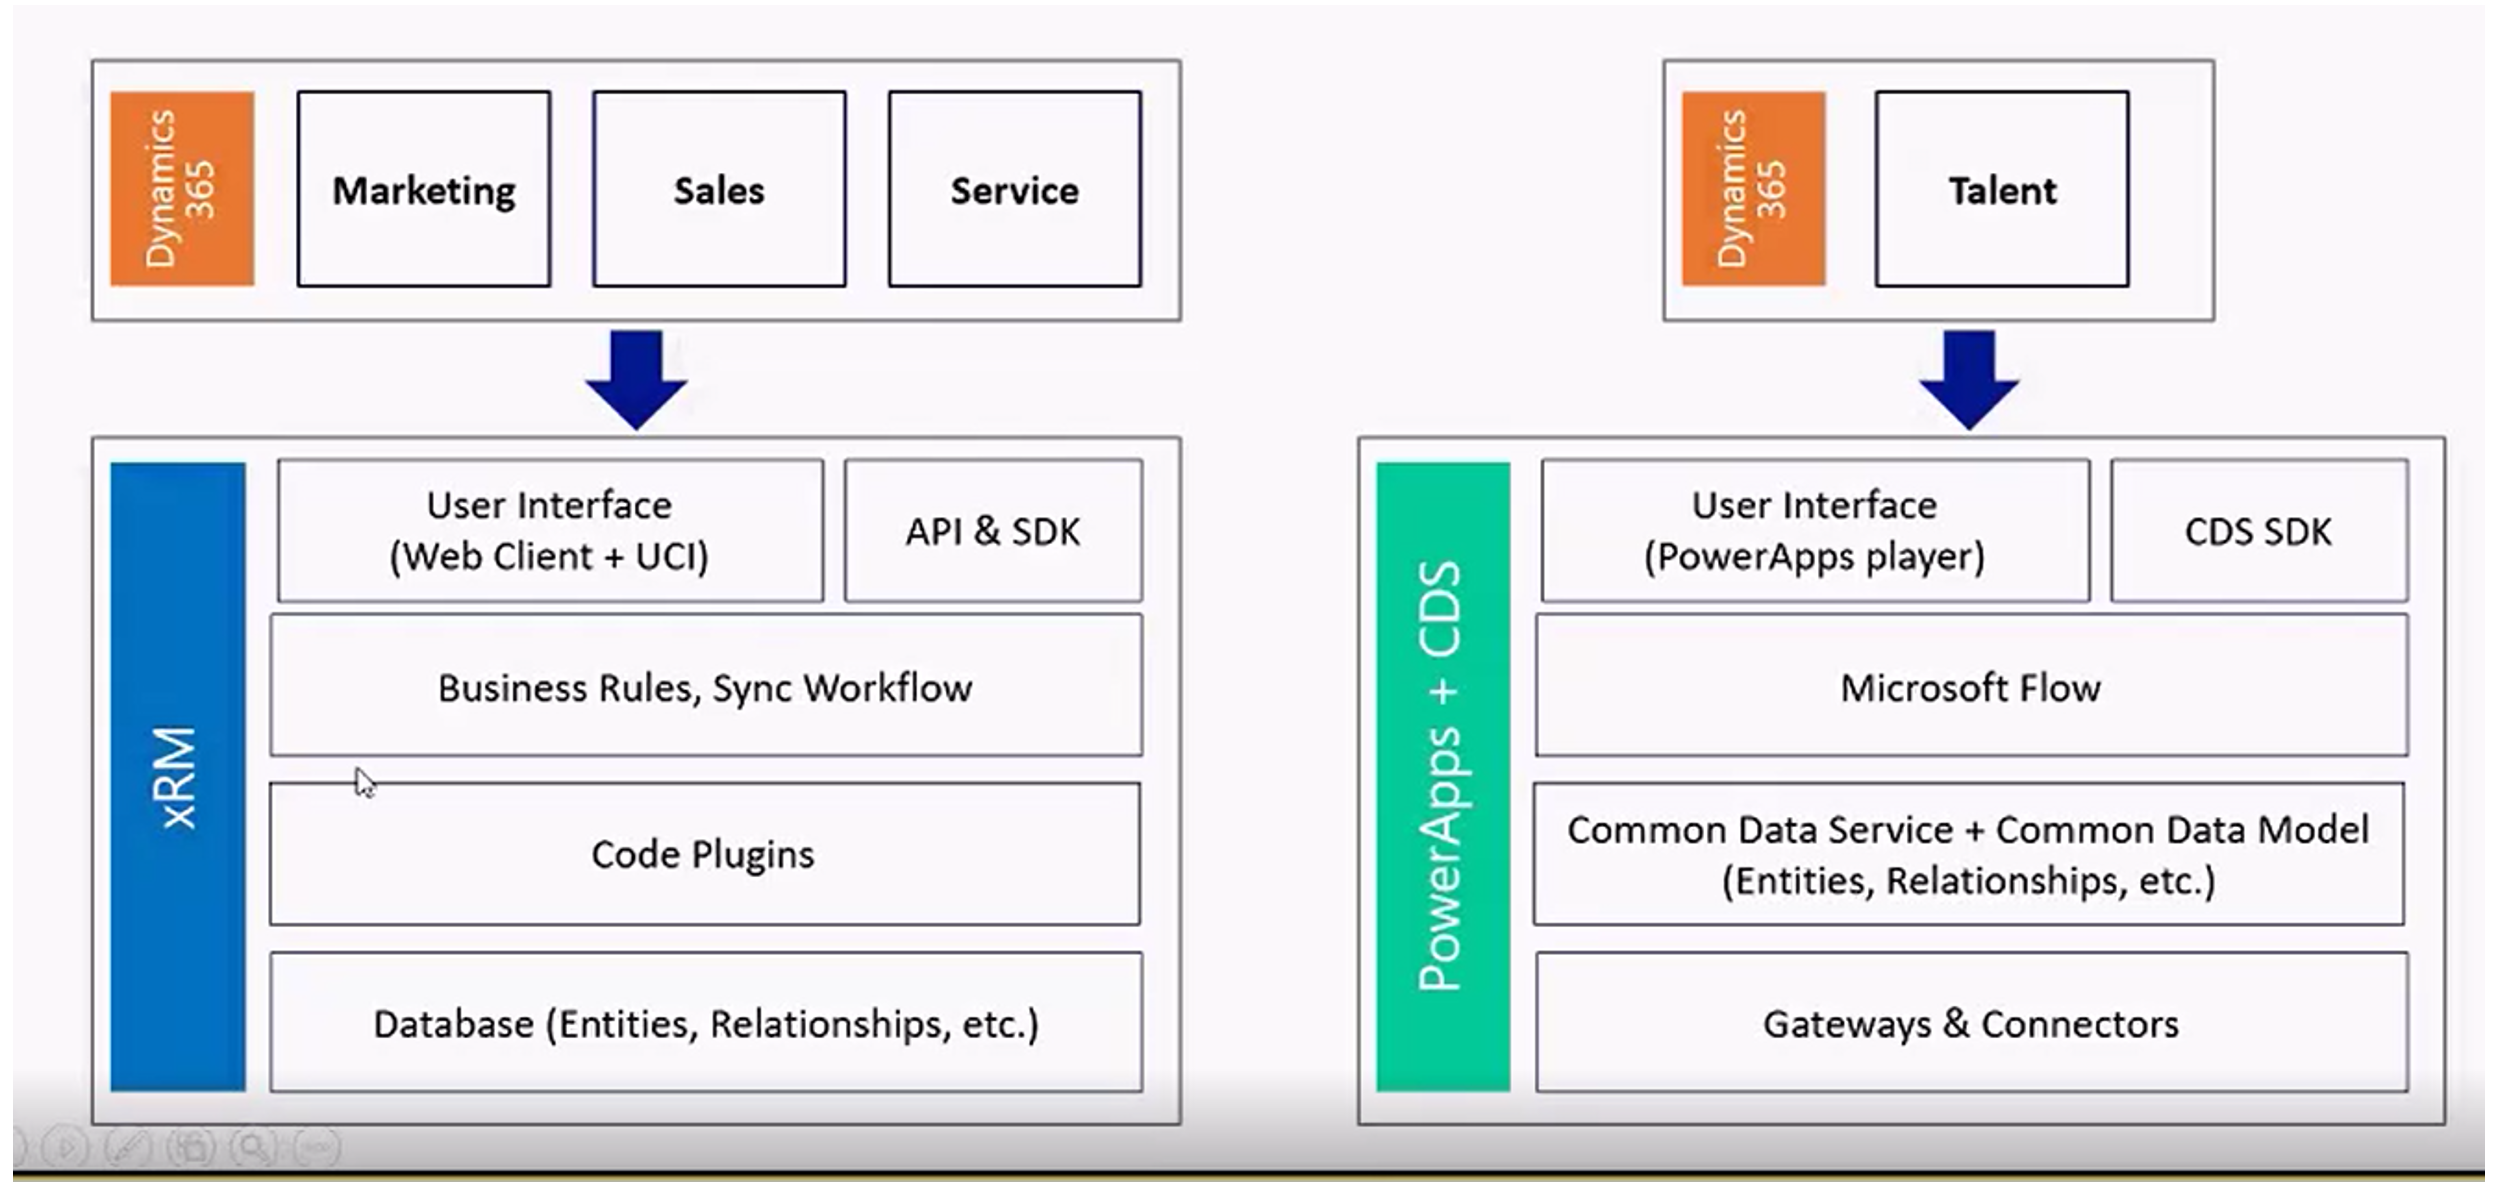 Dynamics
365
Marketing
Sales
Service
xRM
User Interface
(Web Client + UCI)
API & SDK
Business Rules, Sync Workflow
Code Plugins
Database (Entities, Relationships, etc.)
Dynamics
365
Talent
PowerApps + CDS
User Interface
(PowerApps player)
CDS SDK
Microsoft Flow
Common Data Service + Common Data Model
(Entities, Relationships, etc.)
Gateways & Connectors